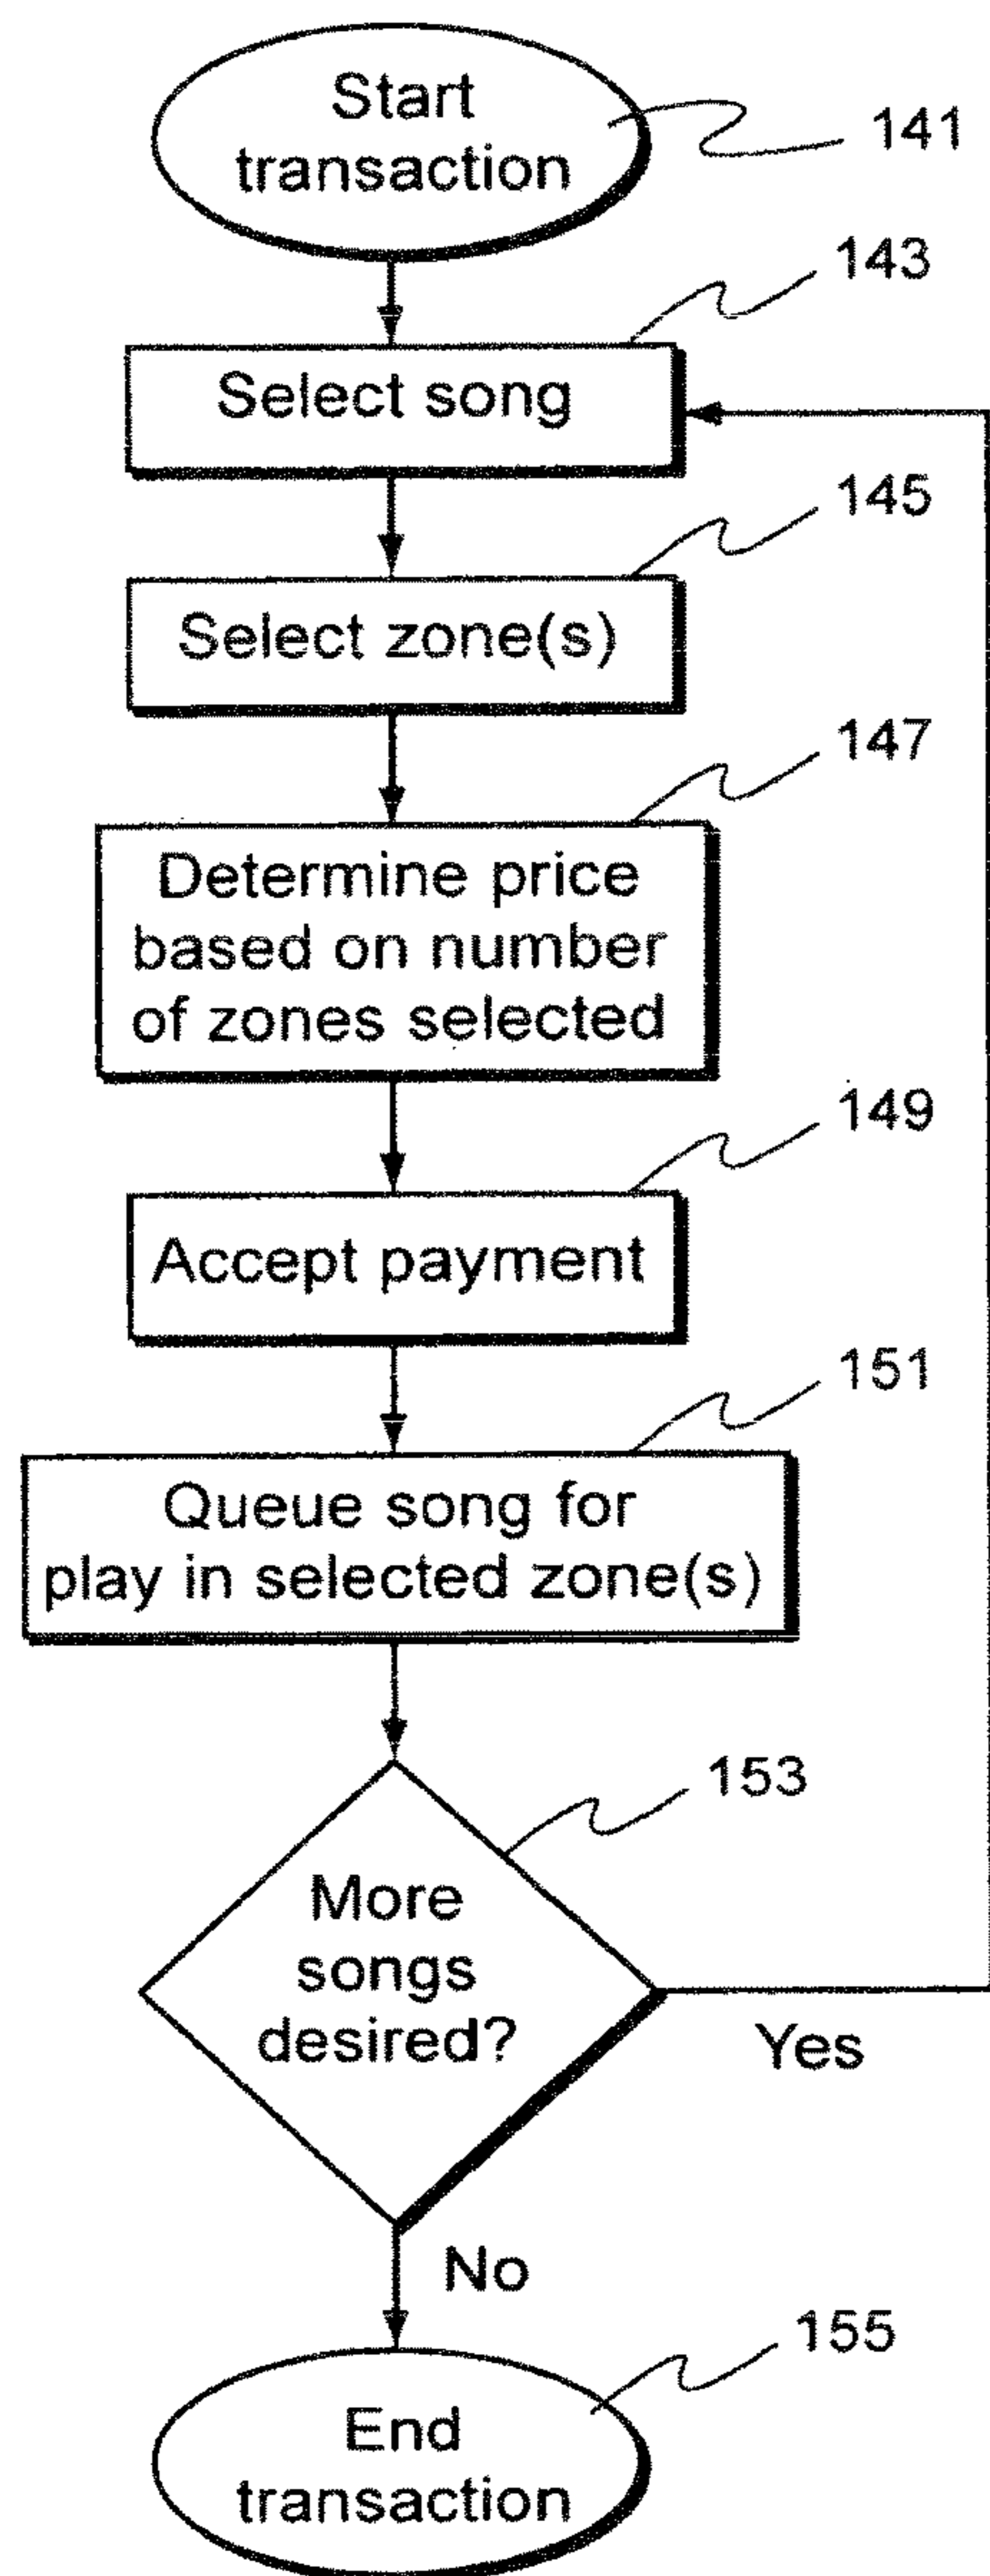 Start
transaction
141
143
Select song
145
Select zone(s)
147
Determine price
based on number
of zones selected
149
Accept payment
151
Queue song for
play in selected zone(s)
153
More
songs
desired?
Yes
No
155
End
transaction